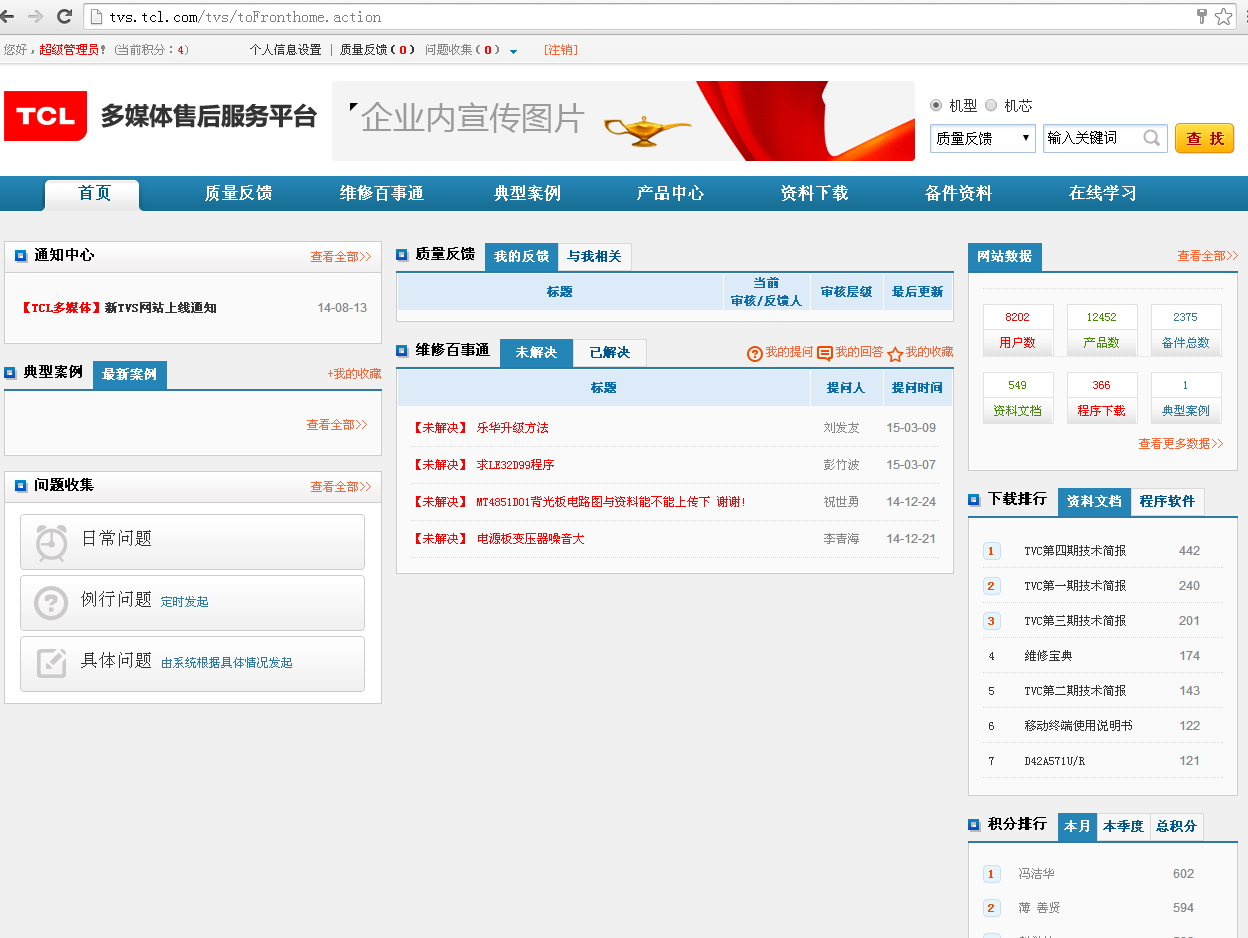 tvs.tcl.com/tvs/toFronthome.action
您好，超级管理员！（当前积分：4） 个人信息设置 | 质量反馈（0） 问题收集（0） [注销]
TCL 多媒体售后服务平台
企业内宣传图片
机型 机芯
质量反馈 输入关键词 查 找
首页 质量反馈 维修百事通 典型案例 产品中心 资料下载 备件资料 在线学习
通知中心 查看全部>>
【TCL多媒体】新TVS网站上线通知 14-08-13
典型案例 最新案例 +我的收藏
查看全部>>
问题收集 查看全部>>
日常问题
例行问题 定时发起
具体问题 由系统根据具体情况发起
质量反馈 我的反馈 与我相关
标题 当前审核/反馈人 审核层级 最后更新
维修百事通 未解决 已解决 我的提问 我的回答 我的收藏
标题 提问人 提问时间
【未解决】 乐华升级方法 刘发友 15-03-09
【未解决】 求LE32D99程序 彭竹波 15-03-07
【未解决】 MT4851D01背光板电路图与资料能不能上传下 谢谢! 祝世勇 14-12-24
【未解决】 电源板变压器噪音大 李青海 14-12-21
网站数据 查看全部>>
8202 12452 2375
用户数 产品数 备件总数
549 366 1
资料文档 程序下载 典型案例
查看更多数据>>
下载排行 资料文档 程序软件
1 TVC第四期技术简报 442
2 TVC第一期技术简报 240
3 TVC第三期技术简报 201
4 维修宝典 174
5 TVC第二期技术简报 143
6 移动终端使用说明书 122
7 D42A571U/R 121
积分排行 本月 本季度 总积分
1 冯洁华 602
2 薄 善贤 594